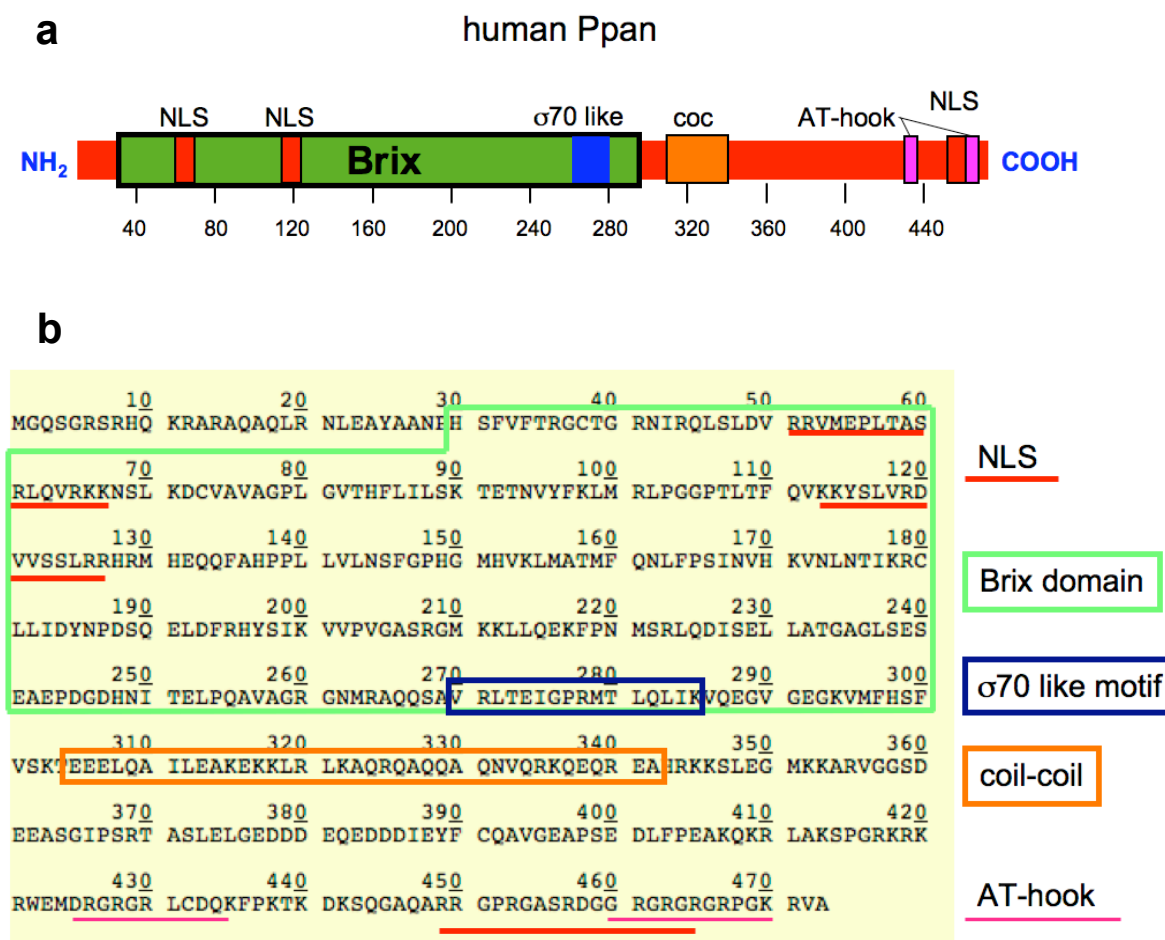 a
human Ppan
NLS NLS σ70 like coc AT-hook NLS
NH2 Brix COOH
40 80 120 160 200 240 280 320 360 400 440
b
10 20 30 40 50 60
MGQSGRSRHQ KRARAQAQLR NLEAYAANPH SFVFTRGCTG RNIRQLSLDV RRVMEPLTAS
NLS
70 80 90 100 110 120
RLQVRKKNSL KDCVAVAGPL GVTHFLILSK TETNVYFKLM RLPGGPTLTF QVKKYSLVRD
130 140 150 160 170 180
VVSSLRRHRM HEQQFAHPPL LVLNSFGPHG MHVKLMATMF QNLFPSINVH KVNLNTIKRC
Brix domain
190 200 210 220 230 240
LLIDYNPDSQ ELDFRHYSIK VVPVGASRGM KKLLQEKFPN MSRLQDISEL LATGAGLSES
250 260 270 280 290 300
EAEPDGDHNI TELPQAVAGR GNMRAQQSAV RLTEIGPRMT LQLIKVQEGV GEGKVMFHSF
σ70 like motif
310 320 330 340 350 360
VSKTEEELQA ILEAKEKKLR LKAQRQAQQA QNVQRKQEQR EAHRKKSLEG MKKARVGGSD
coil-coil
370 380 390 400 410 420
EEASGIPSRT ASLELGEDDD EQEDDDIEYF CQAVGEAPSE DLFPEAKQKR LAKSPGRKRK
430 440 450 460 470
RWEMDRGRGR LCDQKFPKTK DKSQGAQARR GPRGASRDGG RGRGRGRPGK RVA
AT-hook